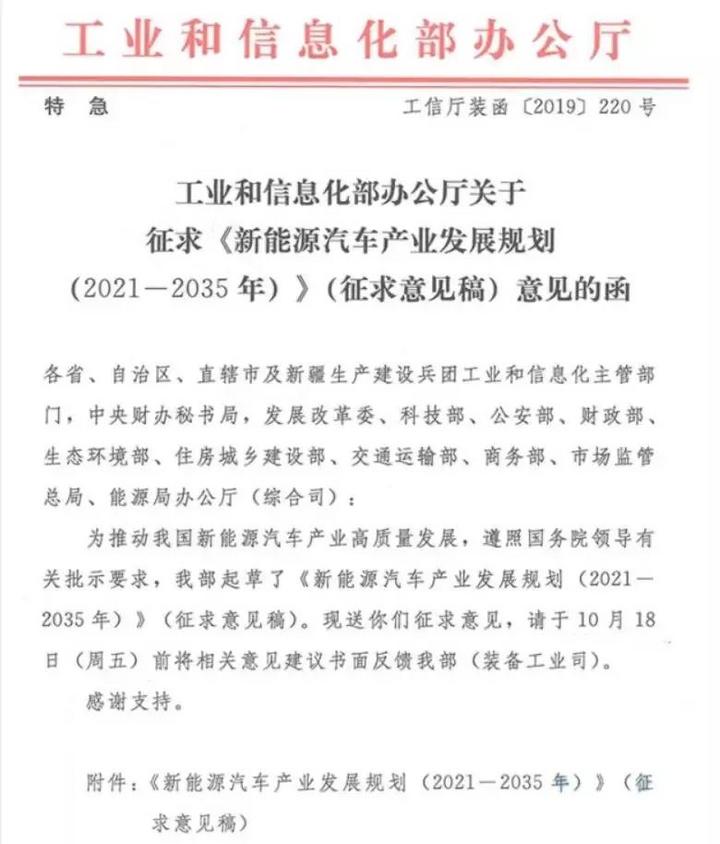 工业和信息化部办公厅
特 急 工信厅装函〔2019〕220 号
工业和信息化部办公厅关于
征求《新能源汽车产业发展规划
（2021－2035 年）》（征求意见稿）意见的函
各省、自治区、直辖市及新疆生产建设兵团工业和信息化主管部
门，中央财办秘书局，发展改革委、科技部、公安部、财政部、
生态环境部、住房城乡建设部、交通运输部、商务部、市场监管
总局、能源局办公厅（综合司）：
为推动我国新能源汽车产业高质量发展，遵照国务院领导有
关批示要求，我部起草了《新能源汽车产业发展规划（2021－
2035 年）》（征求意见稿）。现送你们征求意见，请于 10 月 18
日（周五）前将相关意见建议书面反馈我部（装备工业司）。
感谢支持。
附件：《新能源汽车产业发展规划（2021－2035 年）》（征
求意见稿）